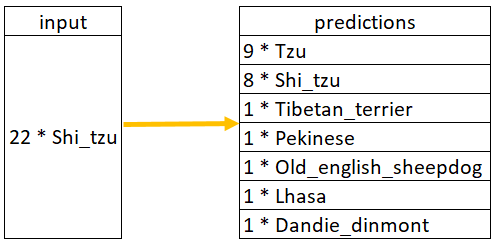 input
predictions
22 * Shi_tzu
9 * Tzu
8 * Shi_tzu
1 * Tibetan_terrier
1 * Pekinese
1 * Old_english_sheepdog
1 * Lhasa
1 * Dandie_dinmont